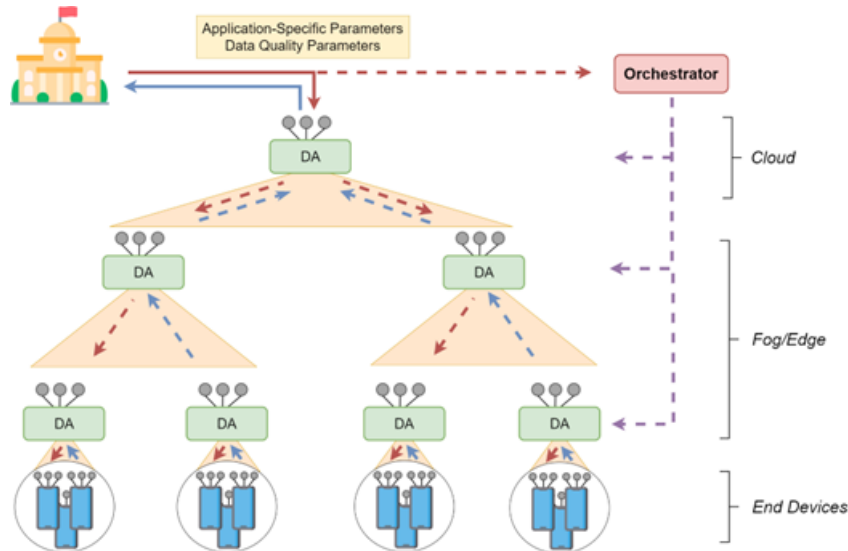 Application-Specific Parameters
Data Quality Parameters
Orchestrator
DA
Cloud
DA
DA
Fog/Edge
DA
DA
DA
DA
End Devices